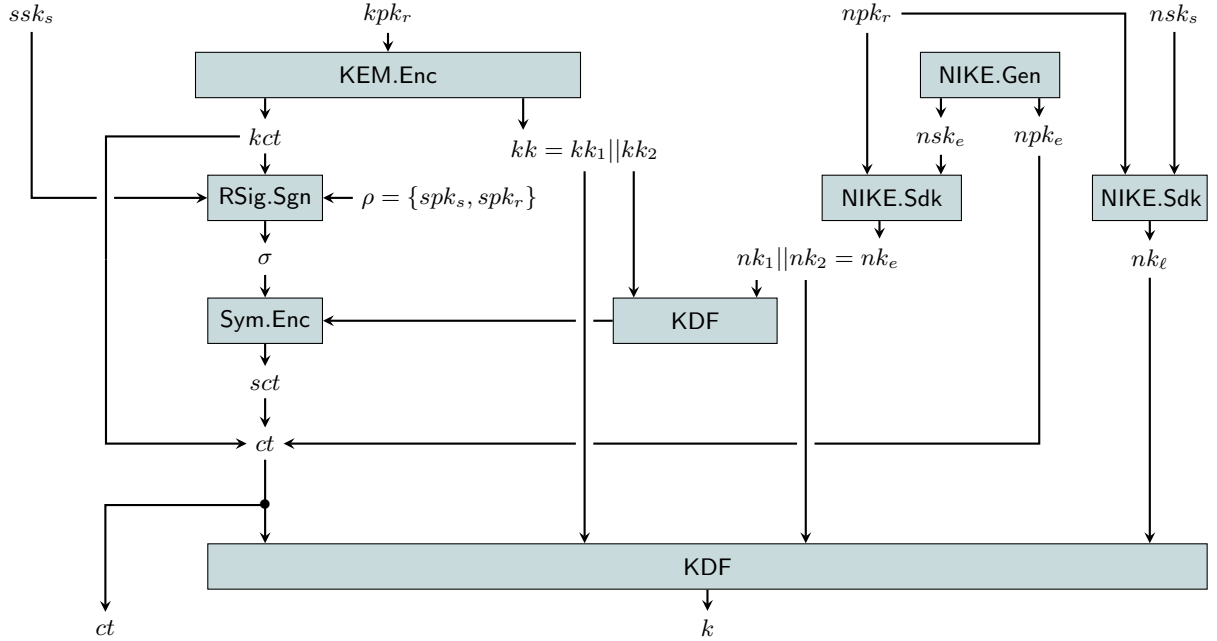 ssk_s kpk_r npk_r nsk_s
KEM.Enc NIKE.Gen
kct kk = kk_1||kk_2 nsk_e npk_e
RSig.Sgn ρ = {spk_s, spk_r} NIKE.Sdk NIKE.Sdk
σ nk_1||nk_2 = nk_e nk_ℓ
Sym.Enc KDF
sct
ct
KDF
ct k